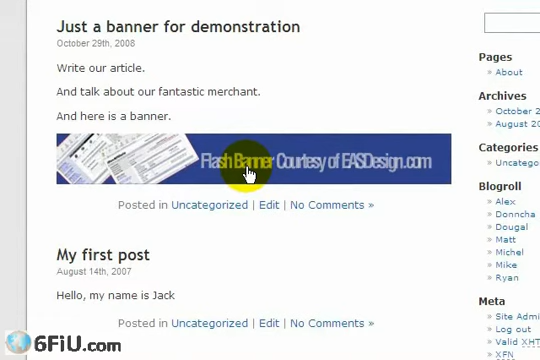 Just a banner for demonstration
October 29th, 2008
Write our article.
And talk about our fantastic merchant.
And here is a banner.
Flash Banner Courtesy of EASDesign.com
Posted in Uncategorized | Edit | No Comments »
My first post
August 14th, 2007
Hello, my name is Jack
Posted in Uncategorized | Edit | No Comments »
Pages
» About
Archives
» October 2
» August 20
Categories
» Uncatego
Blogroll
» Alex
» Donncha
» Dougal
» Matt
» Michel
» Mike
» Ryan
Meta
» Site Admi
» Log out
» Valid XHT
» XFN
6FiU.com